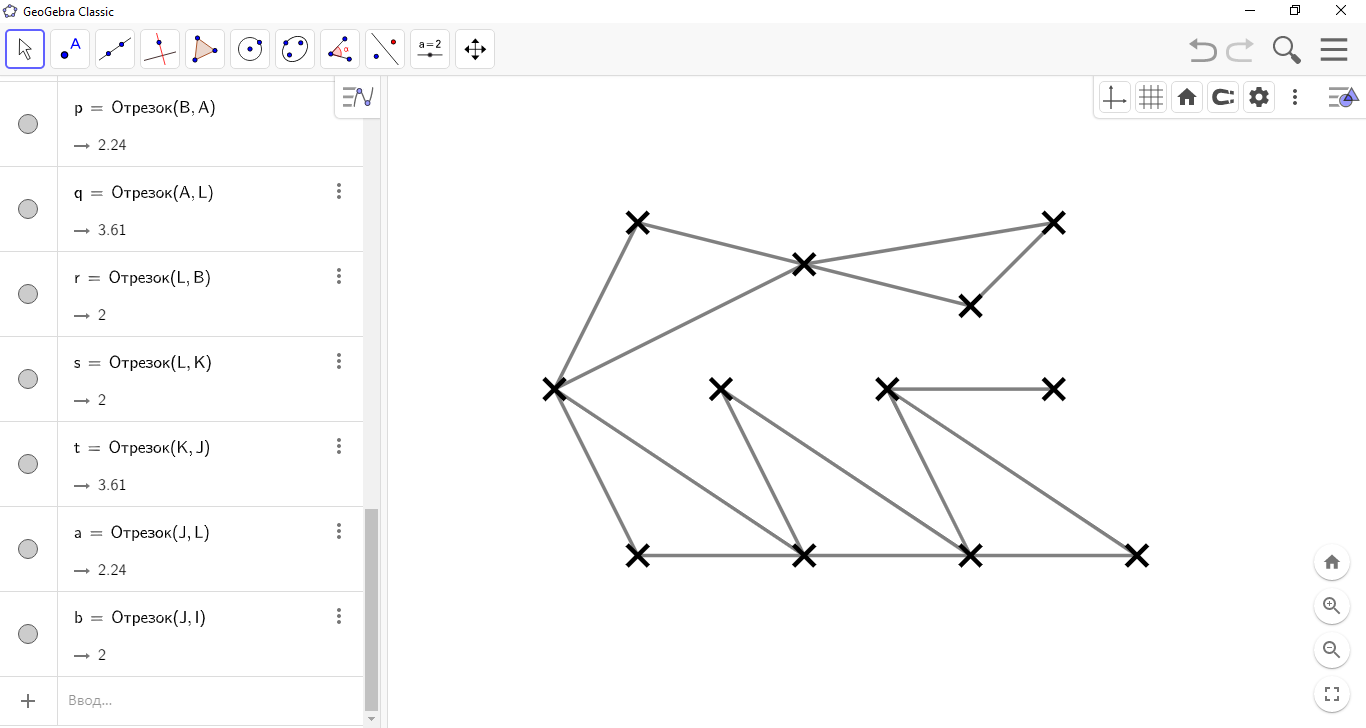 GeoGebra Classic
A
α
a=2
p = Отрезок(B, A)
→ 2.24
q = Отрезок(A, L)
→ 3.61
r = Отрезок(L, B)
→ 2
s = Отрезок(L, K)
→ 2
t = Отрезок(K, J)
→ 3.61
a = Отрезок(J, L)
→ 2.24
b = Отрезок(J, I)
→ 2
Ввод...